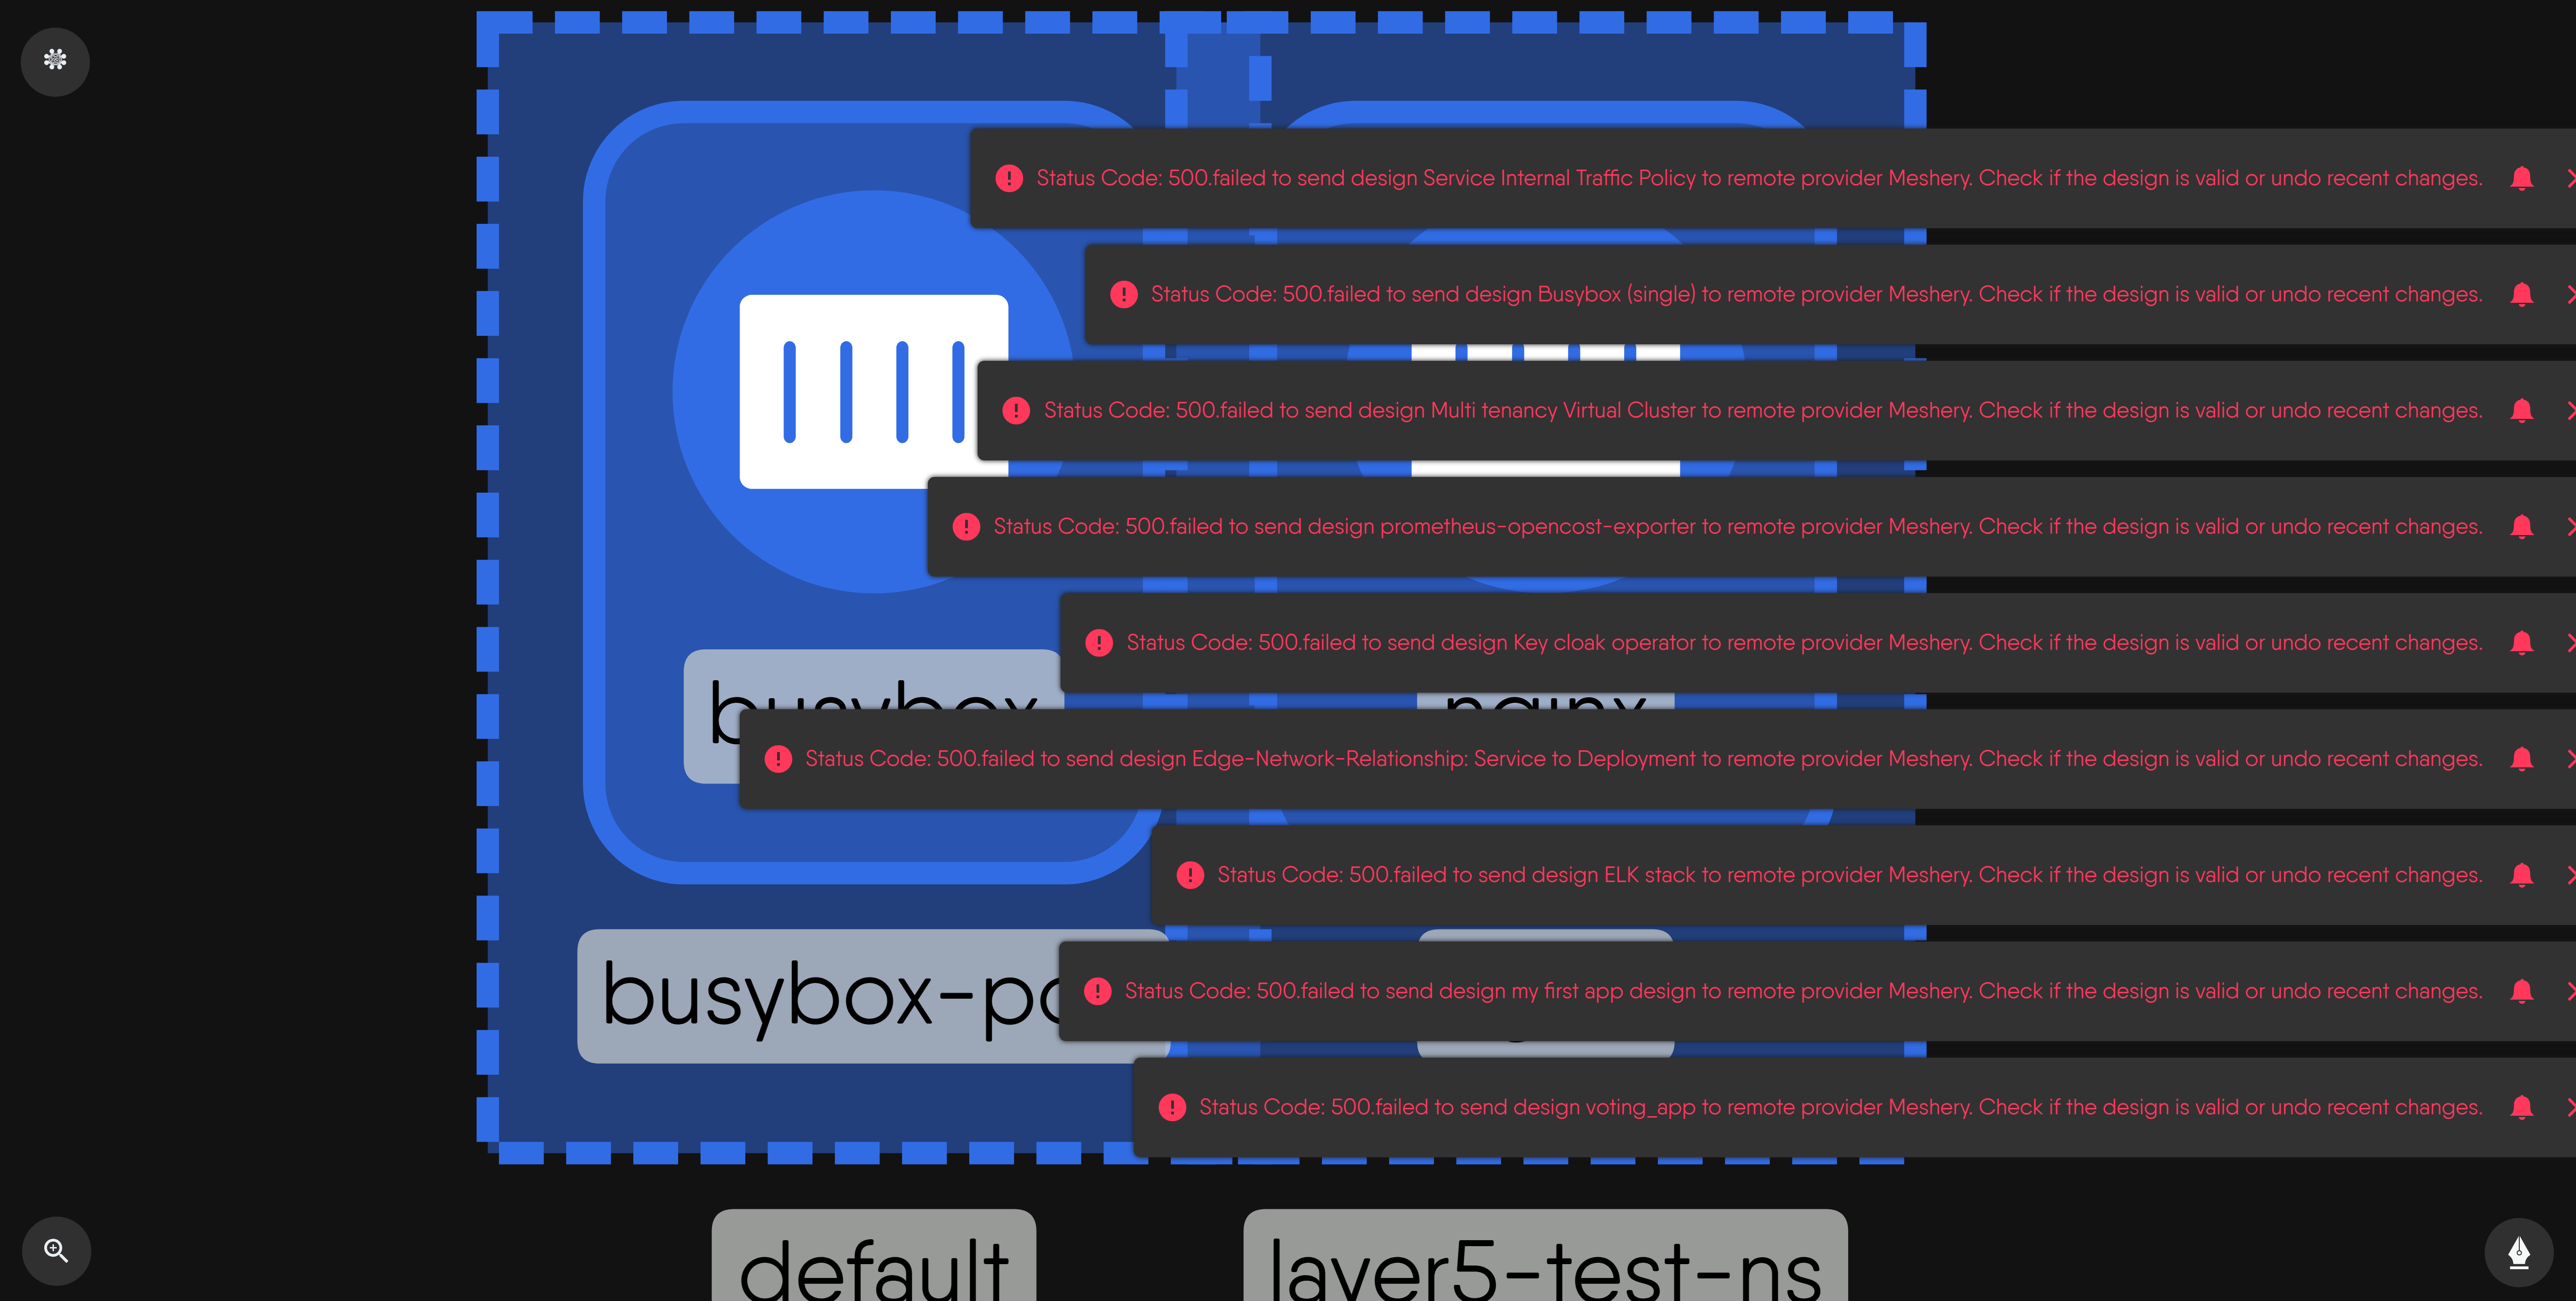 Status Code: 500.failed to send design Service Internal Traffic Policy to remote provider Meshery. Check if the design is valid or undo recent changes.
Status Code: 500.failed to send design Busybox (single) to remote provider Meshery. Check if the design is valid or undo recent changes.
Status Code: 500.failed to send design Multi tenancy Virtual Cluster to remote provider Meshery. Check if the design is valid or undo recent changes.
Status Code: 500.failed to send design prometheus-opencost-exporter to remote provider Meshery. Check if the design is valid or undo recent changes.
Status Code: 500.failed to send design Key cloak operator to remote provider Meshery. Check if the design is valid or undo recent changes.
busybox
nginx
Status Code: 500.failed to send design Edge-Network-Relationship: Service to Deployment to remote provider Meshery. Check if the design is valid or undo recent changes.
Status Code: 500.failed to send design ELK stack to remote provider Meshery. Check if the design is valid or undo recent changes.
busybox-po
Status Code: 500.failed to send design my first app design to remote provider Meshery. Check if the design is valid or undo recent changes.
Status Code: 500.failed to send design voting_app to remote provider Meshery. Check if the design is valid or undo recent changes.
default
layer5-test-ns